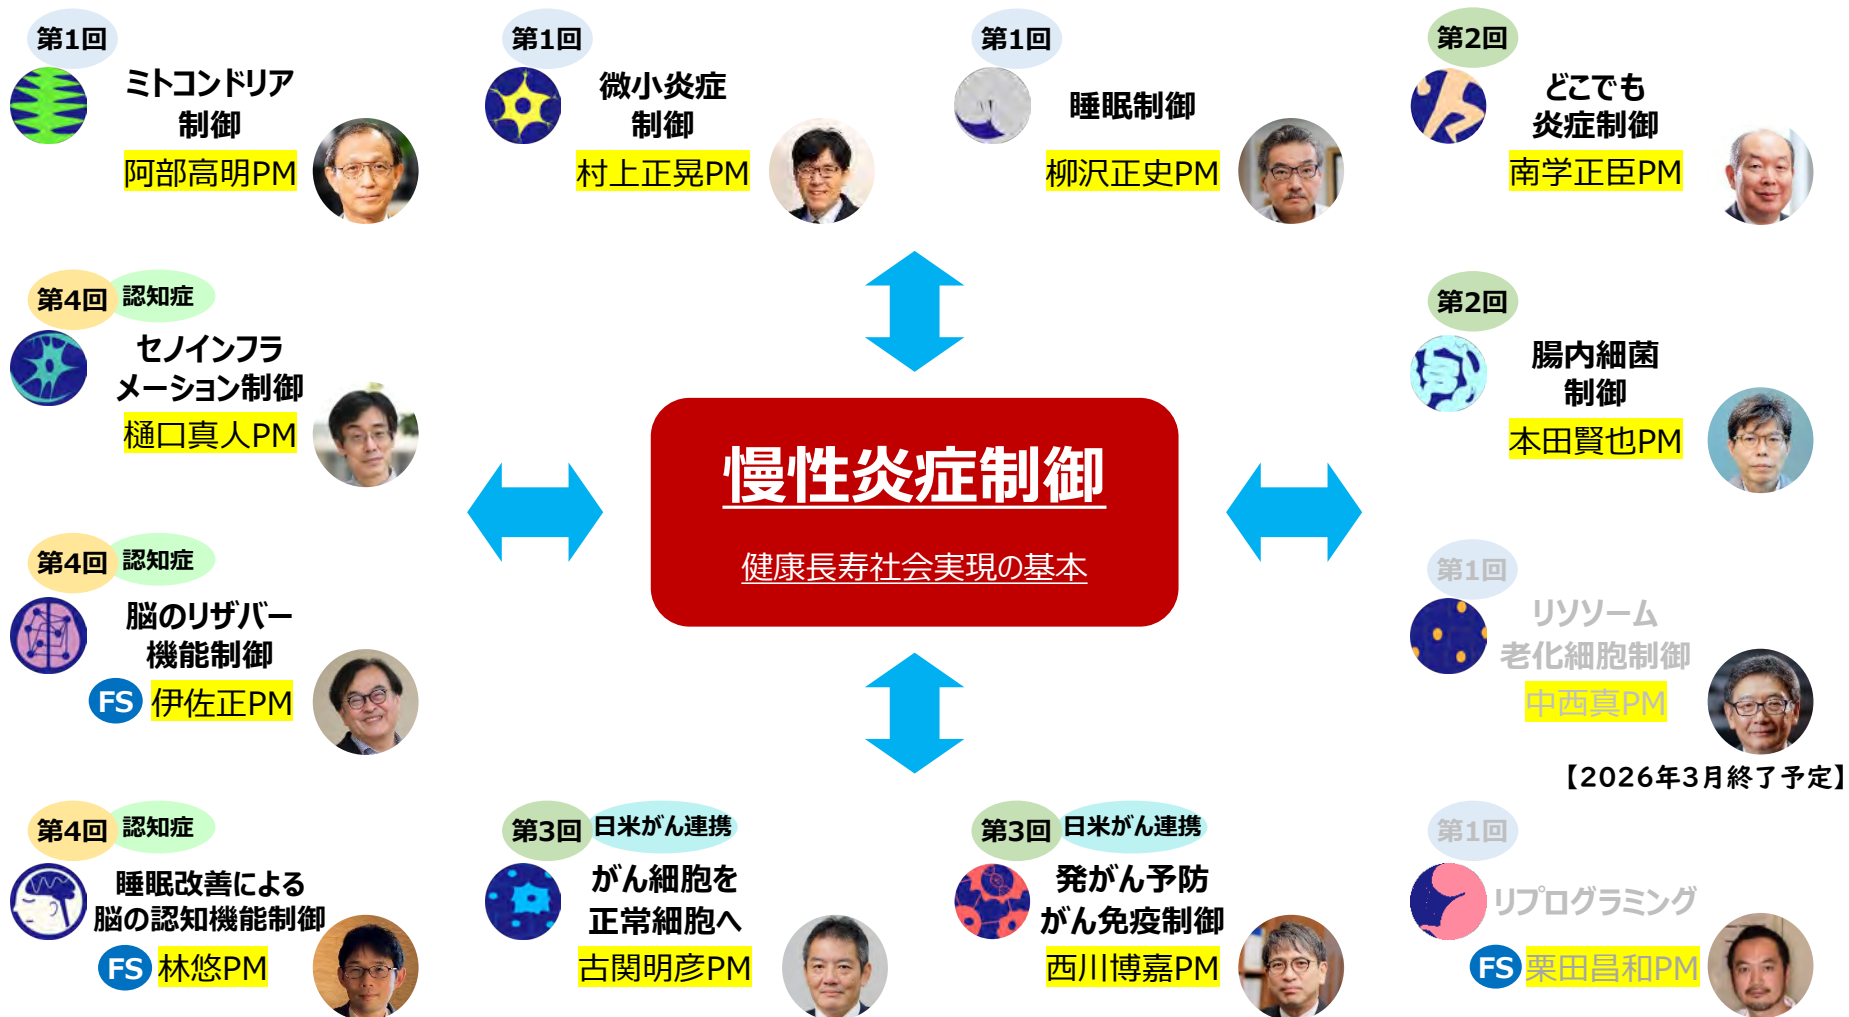 第1回
ミトコンドリア
制御
阿部高明PM
第1回
微小炎症
制御
村上正晃PM
第1回
睡眠制御
柳沢正史PM
第2回
どこでも
炎症制御
南学正臣PM
第4回 認知症
セノインフラ
メーション制御
樋口真人PM
第2回
腸内細菌
制御
本田賢也PM
慢性炎症制御
健康長寿社会実現の基本
第4回 認知症
脳のリザバー
機能制御
FS 伊佐正PM
第1回
リソソーム
老化細胞制御
中西真PM
【2026年3月終了予定】
第4回 認知症
睡眠改善による
脳の認知機能制御
FS 林悠PM
第3回 日米がん連携
がん細胞を
正常細胞へ
古関明彦PM
第3回 日米がん連携
発がん予防
がん免疫制御
西川博嘉PM
第1回
リプログラミング
FS 栗田昌和PM